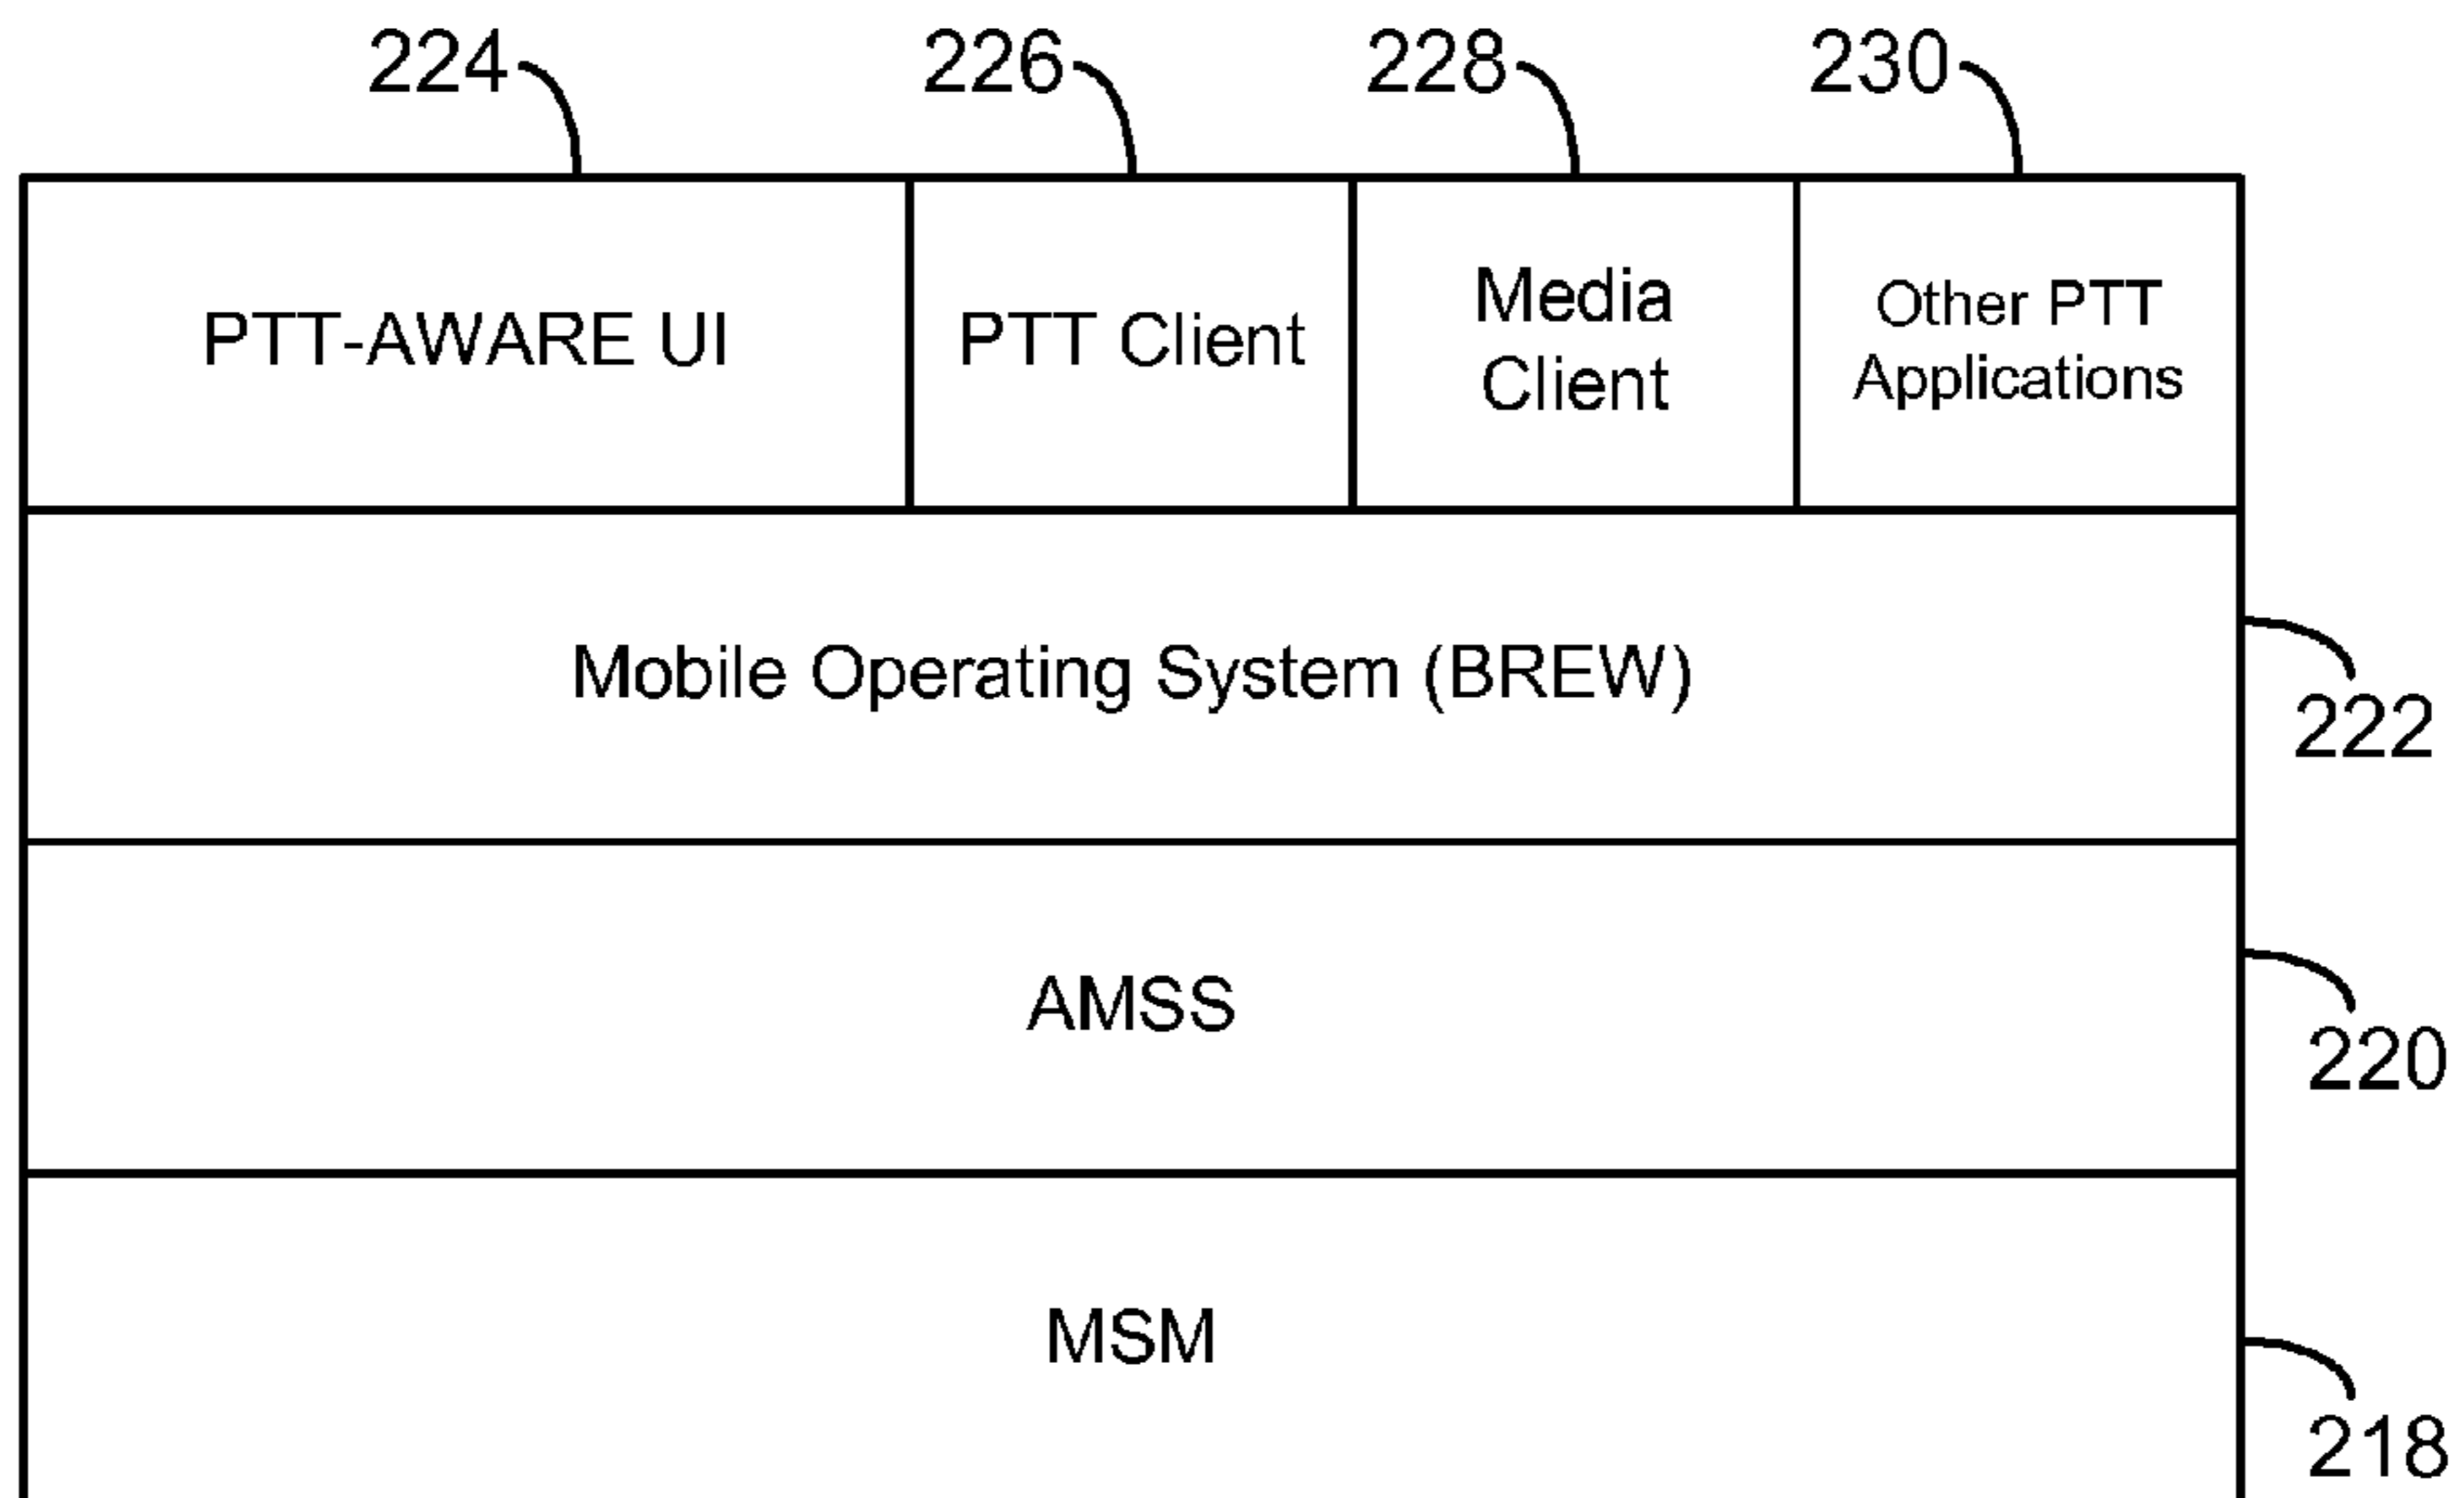 224
226
228
230
PTT-AWARE UI
PTT Client
Media
Client
Other PTT
Applications
Mobile Operating System (BREW)
222
AMSS
220
MSM
218